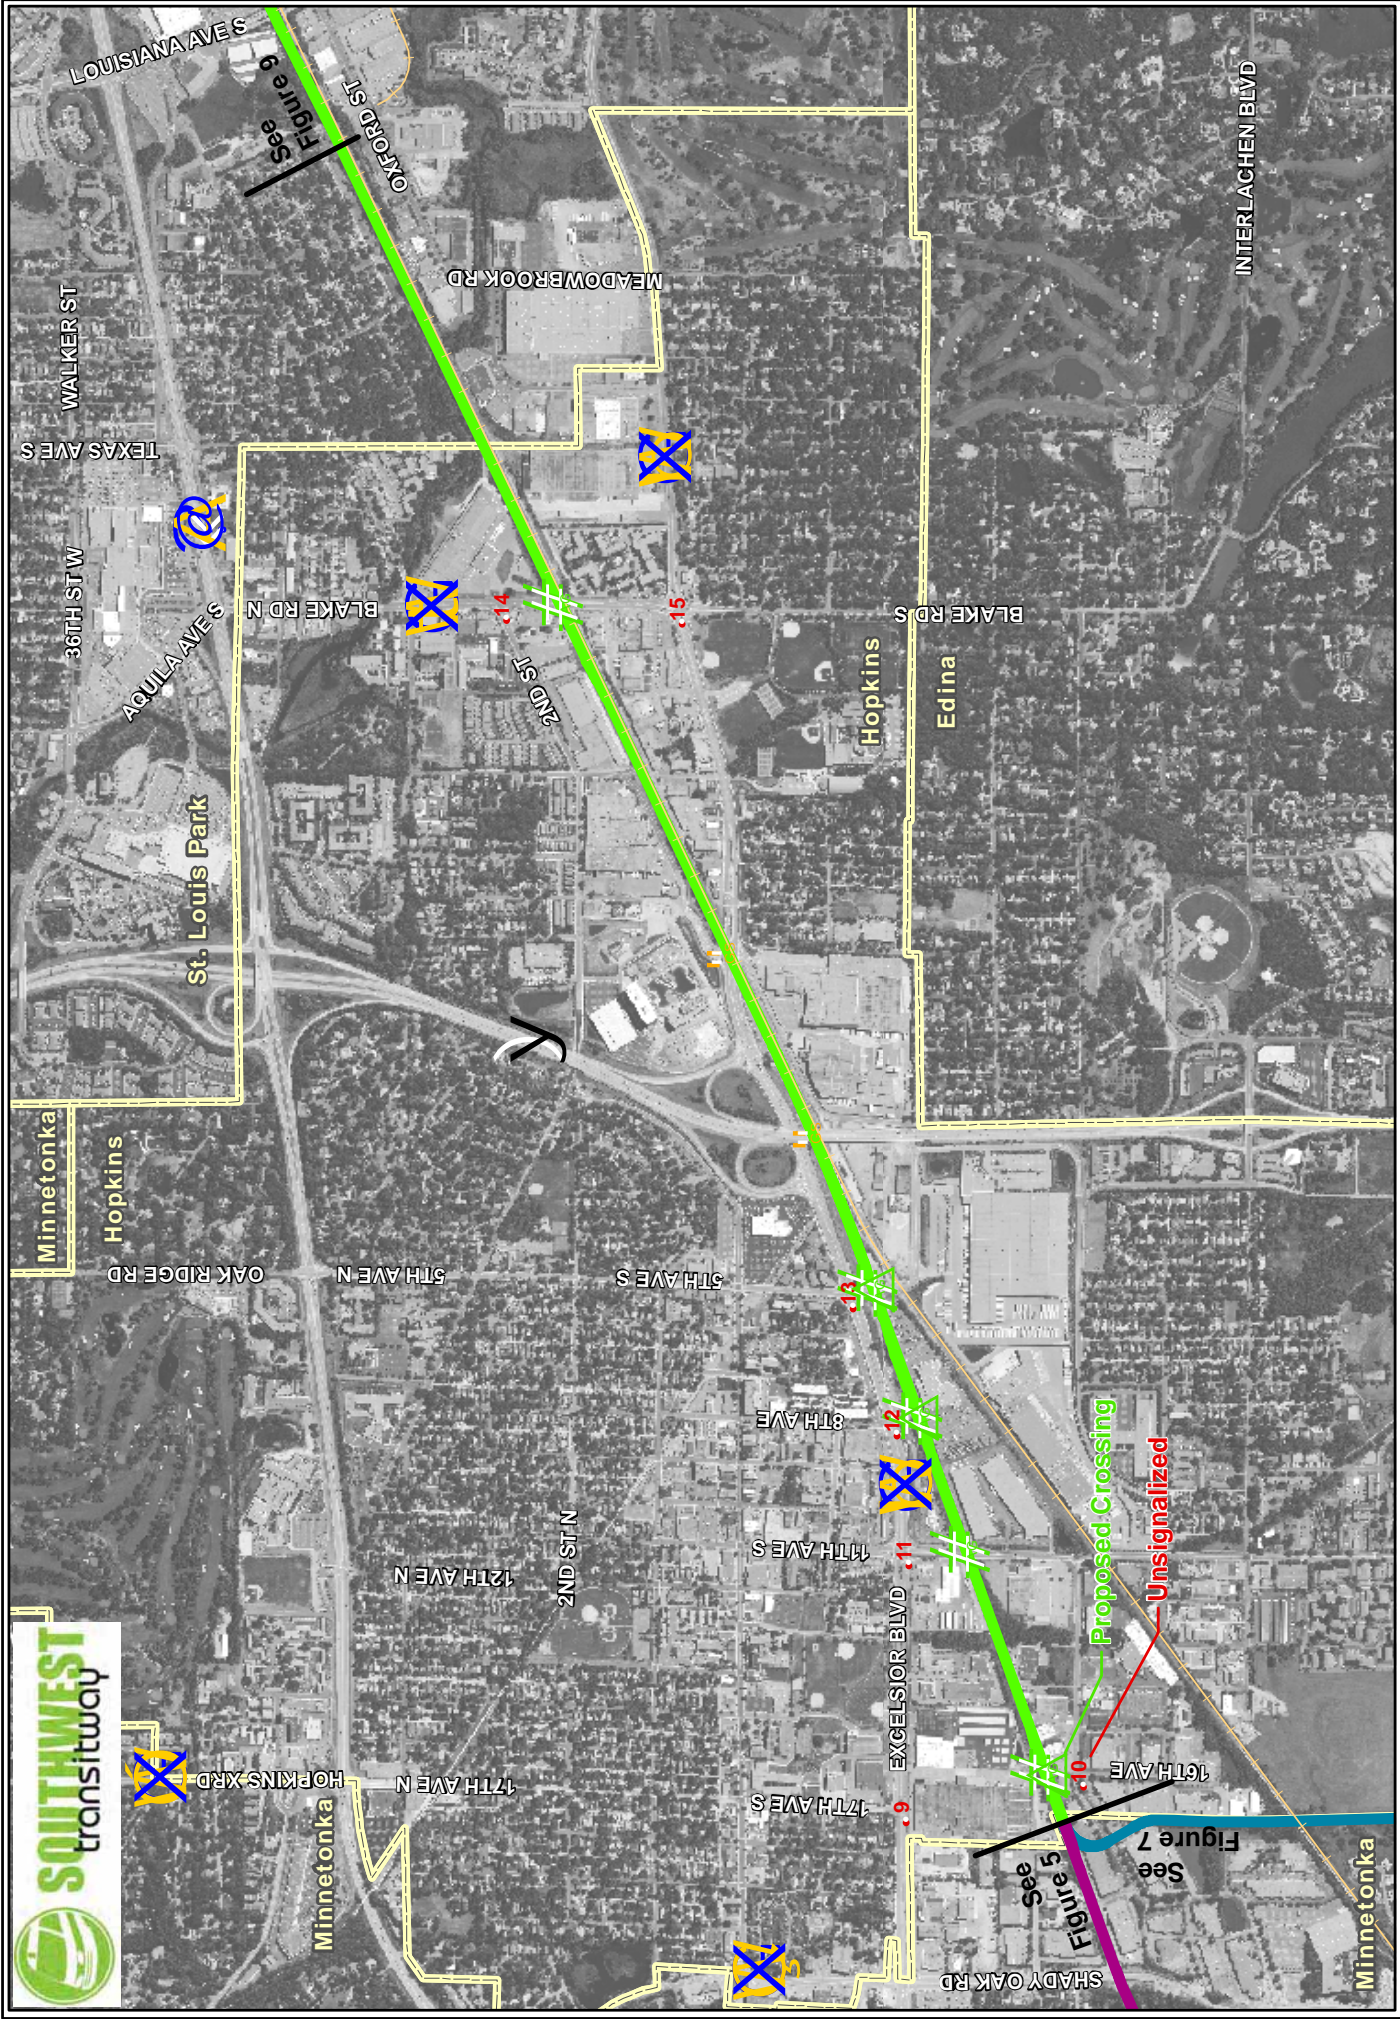 SOUTHWEST
transitway
LOUISIANA AVE S
See
Figure 9
OXFORD ST
WALKER ST
TEXAS AVE S
36TH ST W
AQUILA AVE S
MEADOWBROOK RD
INTERLACHEN BLVD
BLAKE RD N
14
15
2ND ST
BLAKE RD S
Hopkins
Edina
St. Louis Park
Minnetonka
Hopkins
OAK RIDGE RD
5TH AVE N
5TH AVE S
13
12
8TH AVE
11TH AVE S
11
12TH AVE N
2ND ST N
EXCELSIOR BLVD
Proposed Crossing
Unsignalized
HOPKINS XRD
17TH AVE N
17TH AVE S
9
10
16TH AVE
Minnetonka
See
Figure 5
See
Figure 7
SHADY OAK RD
Minnetonka